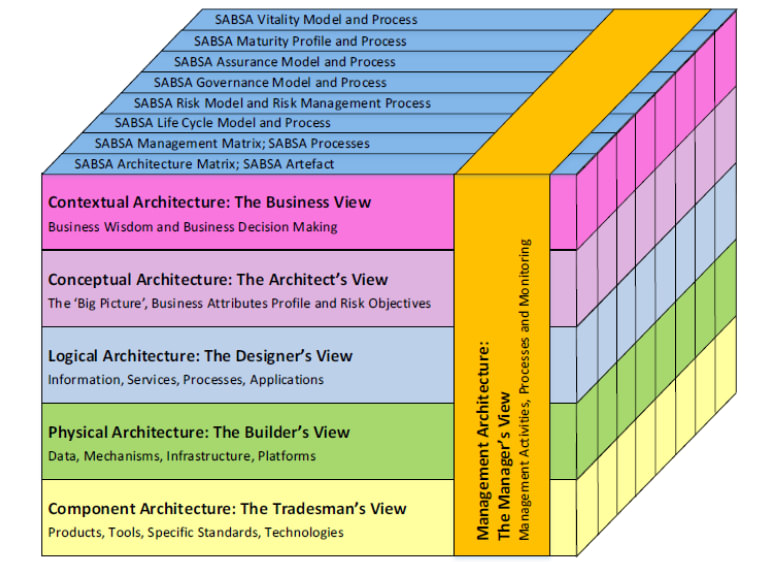 SABSA Vitality Model and Process
SABSA Maturity Profile and Process
SABSA Assurance Model and Process
SABSA Governance Model and Process
SABSA Risk Model and Risk Management Process
SABSA Life Cycle Model and Process
SABSA Management Matrix; SABSA Processes
SABSA Architecture Matrix; SABSA Artefact
Contextual Architecture: The Business View
Business Wisdom and Business Decision Making
Conceptual Architecture: The Architect’s View
The ‘Big Picture’, Business Attributes Profile and Risk Objectives
Logical Architecture: The Designer’s View
Information, Services, Processes, Applications
Physical Architecture: The Builder’s View
Data, Mechanisms, Infrastructure, Platforms
Component Architecture: The Tradesman’s View
Products, Tools, Specific Standards, Technologies
Management Architecture:
The Manager’s View
Management Activities, Processes and Monitoring